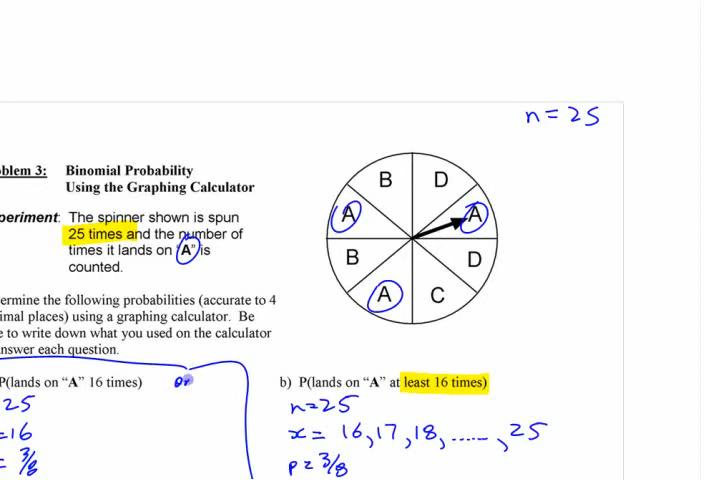 n = 25
oblem 3: Binomial Probability
Using the Graphing Calculator
B D
A A
B D
A C
periment: The spinner shown is spun
25 times and the number of
times it lands on "A" is
counted.
ermine the following probabilities (accurate to 4
imal places) using a graphing calculator. Be
e to write down what you used on the calculator
nswer each question.
P(lands on "A" 16 times) or
25
=16
= 3/8
b) P(lands on "A" at least 16 times)
n=25
x = 16, 17, 18, ......, 25
p = 3/8